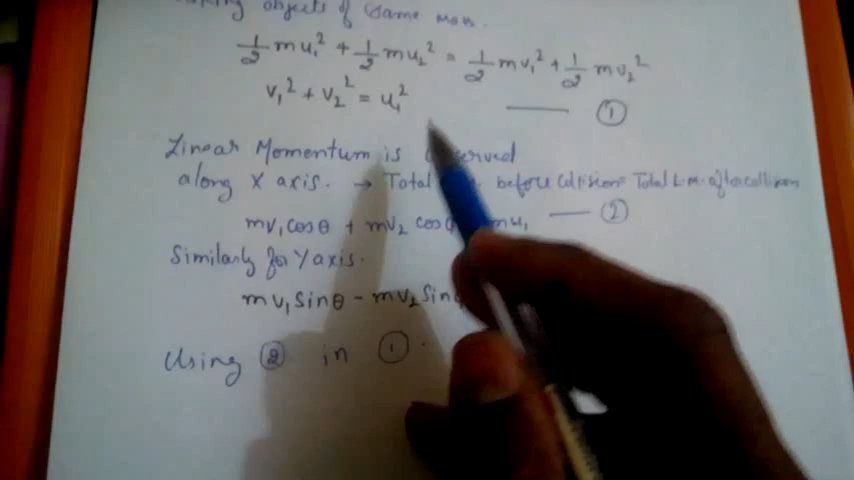 objects of same mass.
1/2 mu₁² + 1/2 mu₂² = 1/2 mv₁² + 1/2 mv₂²
v₁² + v₂² = u₁² —— ①
Linear Momentum is
along X axis. → Total before Collision = Total L.M. after collision
mv₁cosθ + mv₂ cos mu₁ —— ②
Similarly for Y axis.
mv₁sinθ - mv₂sin
Using ② in ①.